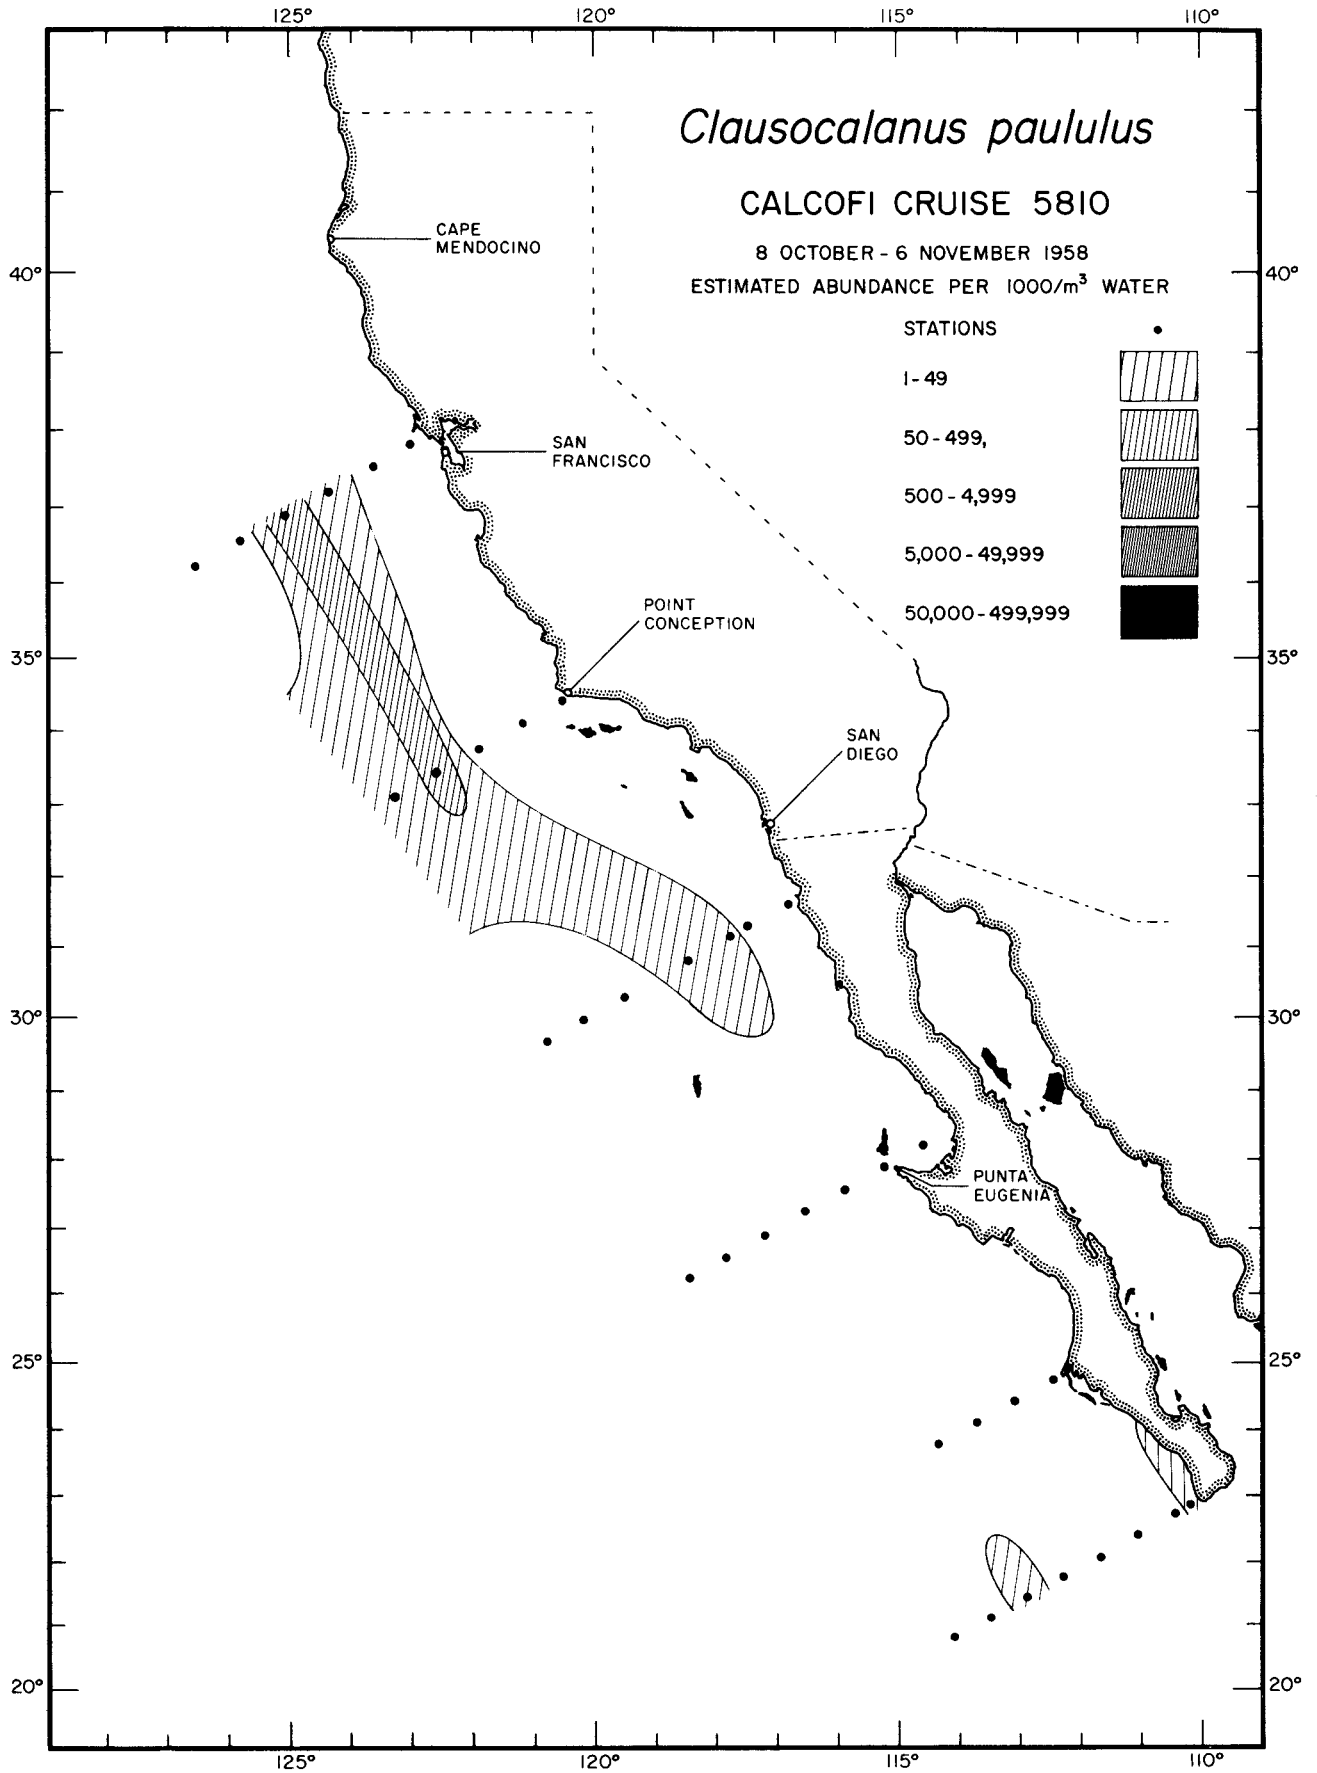 125°
120°
115°
110°
Clausocalanus paululus
CALCOFI CRUISE 5810
8 OCTOBER - 6 NOVEMBER 1958
ESTIMATED ABUNDANCE PER 1000/m³ WATER
STATIONS
1-49
50-499,
500-4,999
5,000-49,999
50,000-499,999
CAPE
MENDOCINO
40°
40°
SAN
FRANCISCO
POINT
CONCEPTION
35°
35°
SAN
DIEGO
30°
30°
PUNTA
EUGENIA
25°
25°
20°
20°
125°
120°
115°
110°